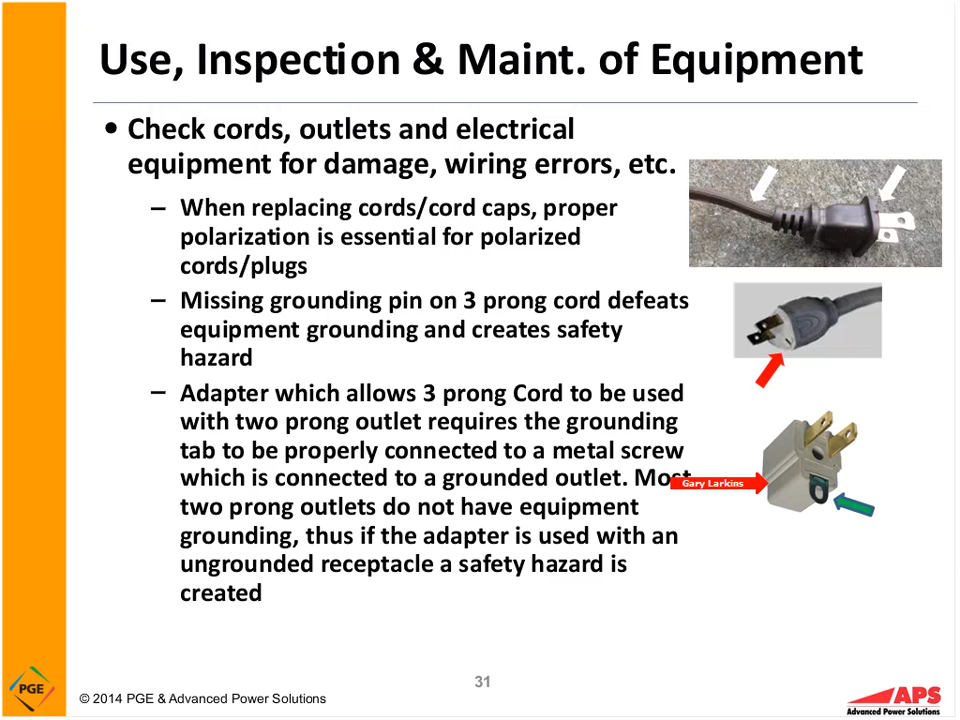 Use, Inspection & Maint. of Equipment
• Check cords, outlets and electrical
equipment for damage, wiring errors, etc.
– When replacing cords/cord caps, proper
polarization is essential for polarized
cords/plugs
– Missing grounding pin on 3 prong cord defeats
equipment grounding and creates safety
hazard
– Adapter which allows 3 prong Cord to be used
with two prong outlet requires the grounding
tab to be properly connected to a metal screw
which is connected to a grounded outlet. Most
two prong outlets do not have equipment
grounding, thus if the adapter is used with an
ungrounded receptacle a safety hazard is
created
Gary Larkins
31
PGE
© 2014 PGE & Advanced Power Solutions
APS
Advanced Power Solutions